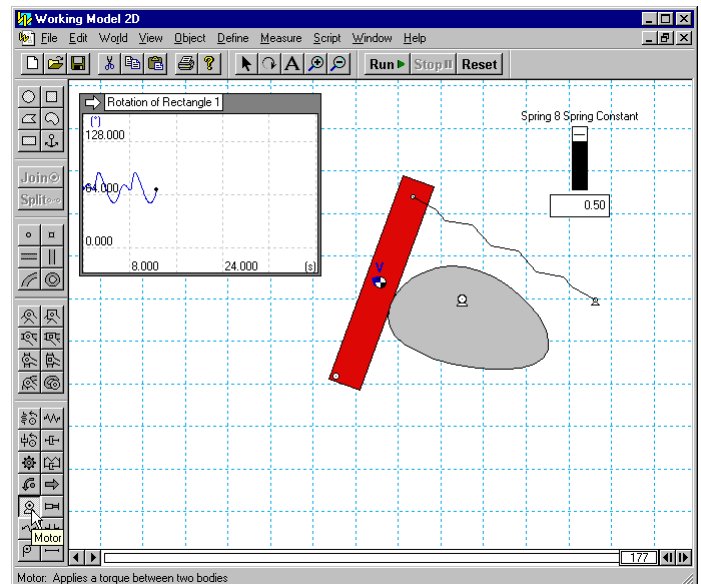 Working Model 2D
File Edit World View Object Define Measure Script Window Help
A Run Stop Reset
Rotation of Rectangle 1
(°)
128.000
64.000
0.000
8.000 24.000 (s)
Spring 8 Spring Constant
0.50
Join
Split
V
Motor
177
Motor: Applies a torque between two bodies